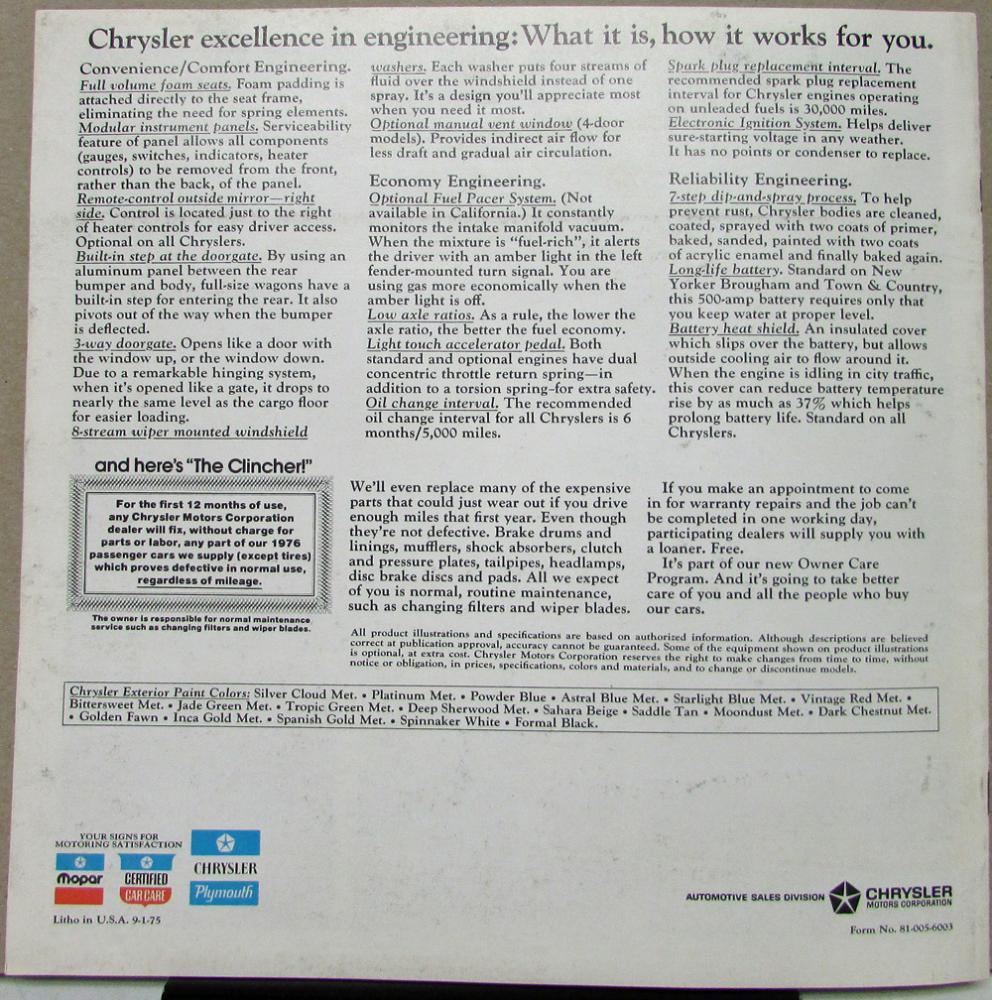 Chrysler excellence in engineering: What it is, how it works for you.
Convenience/Comfort Engineering.
Full volume foam seats. Foam padding is
attached directly to the seat frame,
eliminating the need for spring elements.
Modular instrument panels. Serviceability
feature of panel allows all components
(gauges, switches, indicators, heater
controls) to be removed from the front,
rather than the back, of the panel.
Remote-control outside mirror—right
side. Control is located just to the right
of heater controls for easy driver access.
Optional on all Chryslers.
Built-in step at the doorgate. By using an
aluminum panel between the rear
bumper and body, full-size wagons have a
built-in step for entering the rear. It also
pivots out of the way when the bumper
is deflected.
3-way doorgate. Opens like a door with
the window up, or the window down.
Due to a remarkable hinging system,
when it's opened like a gate, it drops to
nearly the same level as the cargo floor
for easier loading.
8-stream wiper mounted windshield
washers. Each washer puts four streams of
fluid over the windshield instead of one
spray. It's a design you'll appreciate most
when you need it most.
Optional manual vent window (4-door
models). Provides indirect air flow for
less draft and gradual air circulation.
Economy Engineering.
Optional Fuel Pacer System. (Not
available in California.) It constantly
monitors the intake manifold vacuum.
When the mixture is “fuel-rich”, it alerts
the driver with an amber light in the left
fender-mounted turn signal. You are
using gas more economically when the
amber light is off.
Low axle ratios. As a rule, the lower the
axle ratio, the better the fuel economy.
Light touch accelerator pedal. Both
standard and optional engines have dual
concentric throttle return spring—in
addition to a torsion spring–for extra safety.
Oil change interval. The recommended
oil change interval for all Chryslers is 6
months/5,000 miles.
Spark plug replacement interval. The
recommended spark plug replacement
interval for Chrysler engines operating
on unleaded fuels is 30,000 miles.
Electronic Ignition System. Helps deliver
sure-starting voltage in any weather.
It has no points or condenser to replace.
Reliability Engineering.
7-step dip-and-spray process. To help
prevent rust, Chrysler bodies are cleaned,
coated, sprayed with two coats of primer,
baked, sanded, painted with two coats
of acrylic enamel and finally baked again.
Long-life battery. Standard on New
Yorker Brougham and Town & Country,
this 500-amp battery requires only that
you keep water at proper level.
Battery heat shield. An insulated cover
which slips over the battery, but allows
outside cooling air to flow around it.
When the engine is idling in city traffic,
this cover can reduce battery temperature
rise by as much as 37% which helps
prolong battery life. Standard on all
Chryslers.
and here's “The Clincher!”
For the first 12 months of use,
any Chrysler Motors Corporation
dealer will fix, without charge for
parts or labor, any part of our 1976
passenger cars we supply (except tires)
which proves defective in normal use,
regardless of mileage.
The owner is responsible for normal maintenance
service such as changing filters and wiper blades.
We'll even replace many of the expensive
parts that could just wear out if you drive
enough miles that first year. Even though
they're not defective. Brake drums and
linings, mufflers, shock absorbers, clutch
and pressure plates, tailpipes, headlamps,
disc brake discs and pads. All we expect
of you is normal, routine maintenance,
such as changing filters and wiper blades.
If you make an appointment to come
in for warranty repairs and the job can't
be completed in one working day,
participating dealers will supply you with
a loaner. Free.
It's part of our new Owner Care
Program. And it's going to take better
care of you and all the people who buy
our cars.
All product illustrations and specifications are based on authorized information. Although descriptions are believed
correct at publication approval, accuracy cannot be guaranteed. Some of the equipment shown on product illustrations
is optional, at extra cost. Chrysler Motors Corporation reserves the right to make changes from time to time, without
notice or obligation, in prices, specifications, colors and materials, and to change or discontinue models.
Chrysler Exterior Paint Colors: Silver Cloud Met. • Platinum Met. • Powder Blue • Astral Blue Met. • Starlight Blue Met. • Vintage Red Met. •
Bittersweet Met. • Jade Green Met. • Tropic Green Met. • Deep Sherwood Met. • Sahara Beige • Saddle Tan • Moondust Met. • Dark Chestnut Met.
• Golden Fawn • Inca Gold Met. • Spanish Gold Met. • Spinnaker White • Formal Black.
YOUR SIGNS FOR
MOTORING SATISFACTION
Mopar
CERTIFIED
CAR CARE
CHRYSLER
Plymouth
Litho in U.S.A. 9-1-75
AUTOMOTIVE SALES DIVISION
CHRYSLER
MOTORS CORPORATION
Form No. 81-005-6003